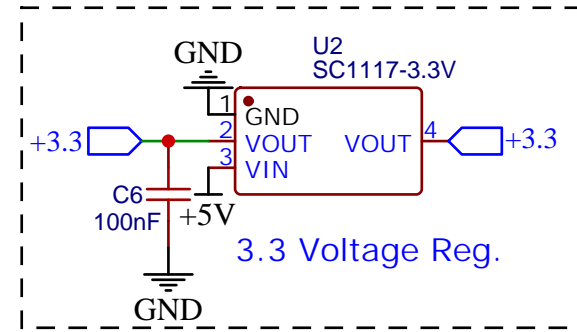 GND
U2
SC1117-3.3V
1
GND
+3.3
2
VOUT
VOUT
4
+3.3
3
VIN
C6
100nF
+5V
3.3 Voltage Reg.
GND